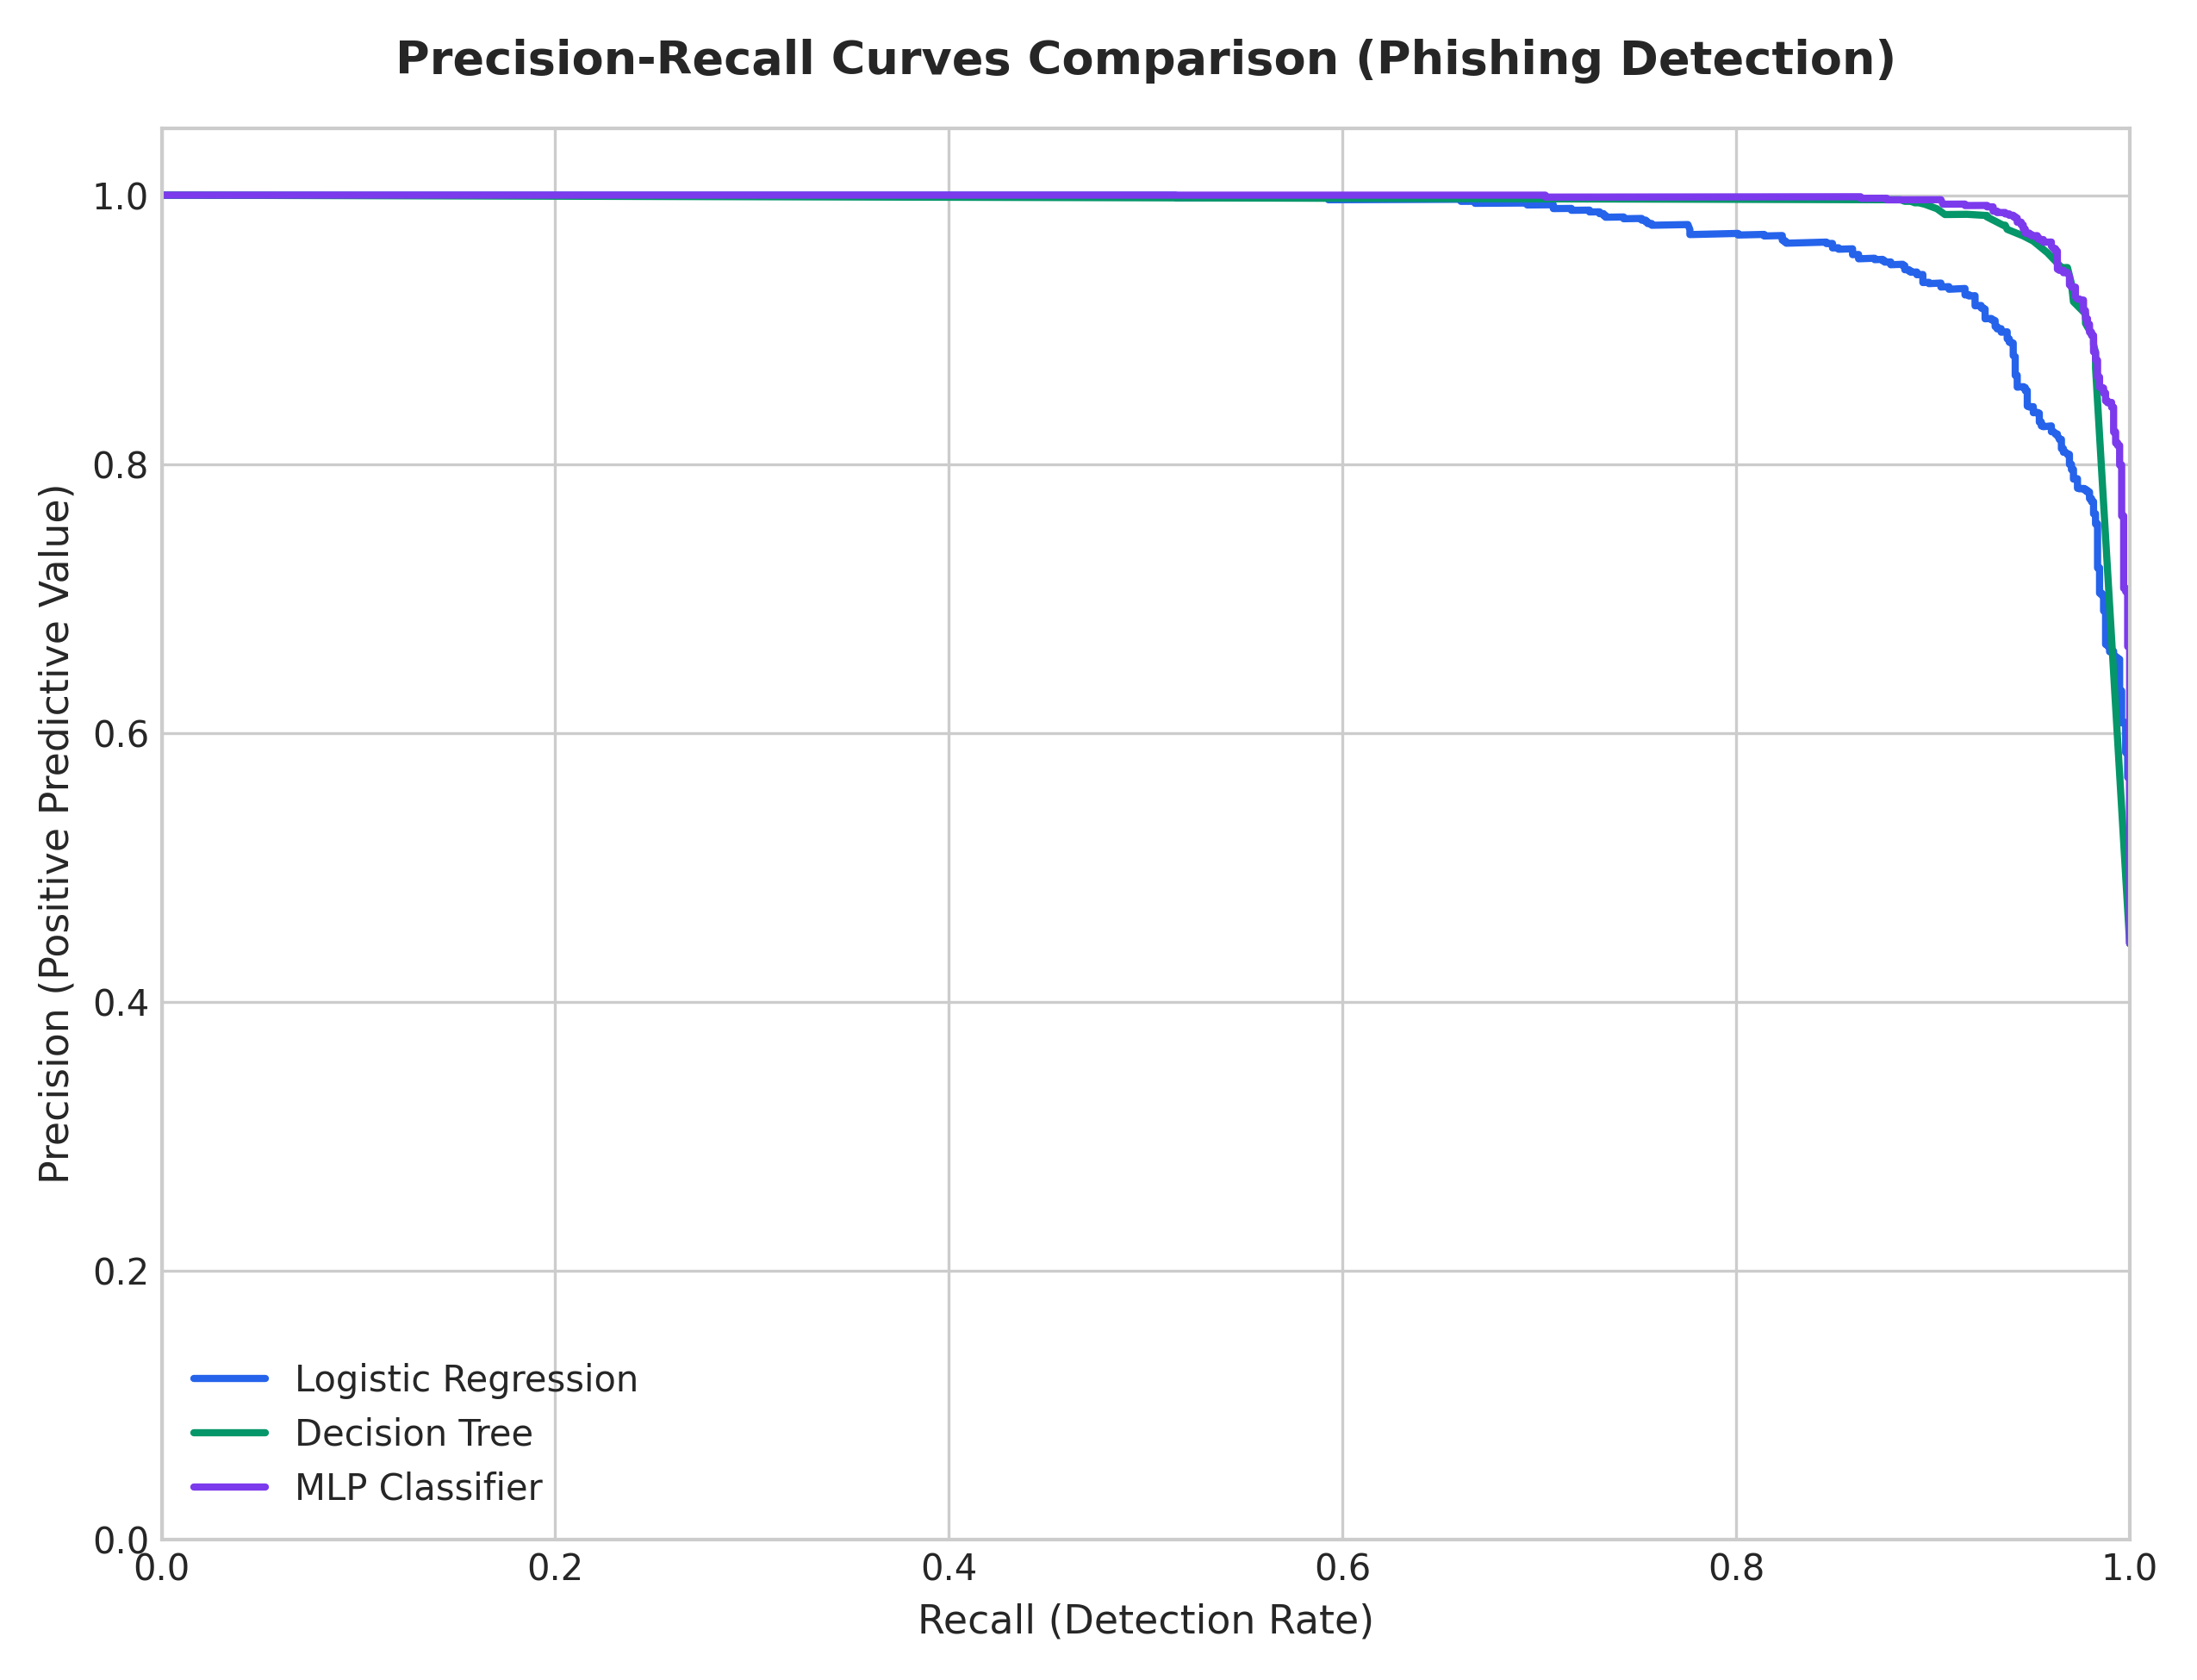 Precision-Recall Curves Comparison (Phishing Detection)
Precision (Positive Predictive Value)
1.0
0.8
0.6
0.4
0.2
0.0
Logistic Regression
Decision Tree
MLP Classifier
0.0 0.2 0.4 0.6 0.8 1.0
Recall (Detection Rate)